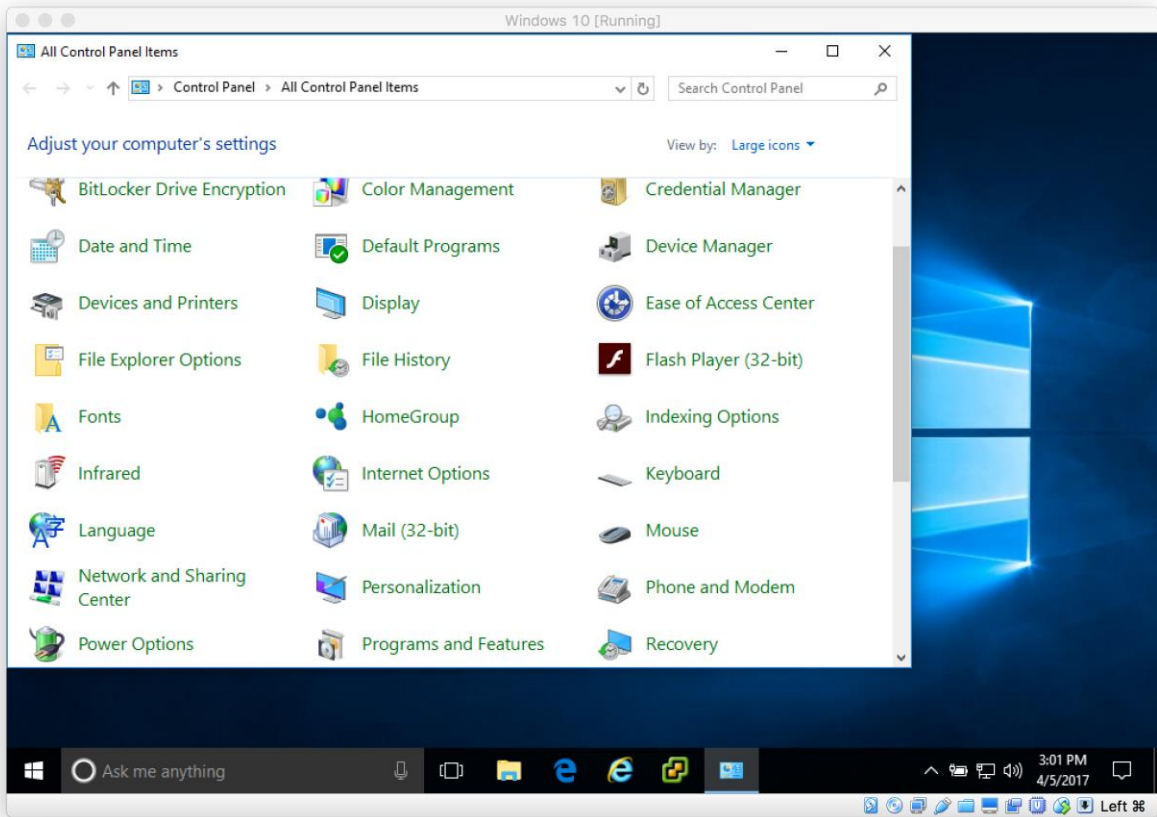 Windows 10 [Running]
All Control Panel Items
Control Panel > All Control Panel Items
Search Control Panel
Adjust your computer's settings
View by: Large icons
BitLocker Drive Encryption
Color Management
Credential Manager
Date and Time
Default Programs
Device Manager
Devices and Printers
Display
Ease of Access Center
File Explorer Options
File History
Flash Player (32-bit)
Fonts
HomeGroup
Indexing Options
Infrared
Internet Options
Keyboard
Language
Mail (32-bit)
Mouse
Network and Sharing
Center
Personalization
Phone and Modem
Power Options
Programs and Features
Recovery
Ask me anything
3:01 PM
4/5/2017
Left ⌘